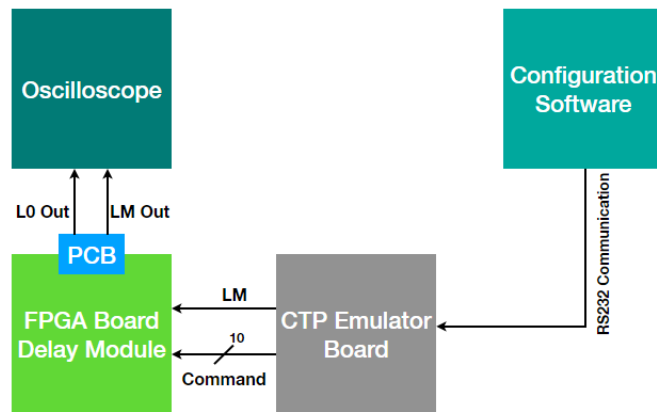 Oscilloscope
Configuration
Software
L0 Out
LM Out
RS232 Communication
PCB
FPGA Board
Delay Module
LM
10
Command
CTP Emulator
Board